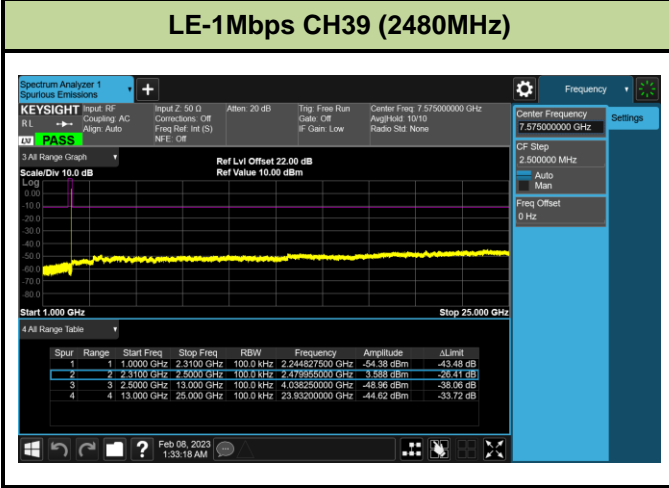 LE-1Mbps CH39 (2480MHz)
Spectrum Analyzer 1
Spurious Emissions
+
Frequency
KEYSIGHT Input: RF Input Z: 50 Ω Atten: 20 dB Trig: Free Run Center Freq: 7.575000000 GHz
RL Coupling: AC Corrections: Off Gate: Off Avg|Hold: 10/10
Align: Auto Freq Ref: Int (S) IF Gain: Low Radio Std: None
LXI PASS NFE: Off
Center Frequency
7.575000000 GHz
Settings
CF Step
2.500000 MHz
Auto
Man
Freq Offset
0 Hz
3 All Range Graph
Ref Lvl Offset 22.00 dB
Scale/Div 10.0 dB Ref Value 10.00 dBm
Log
0.00
-10.0
-20.0
-30.0
-40.0
-50.0
-60.0
-70.0
-80.0
Start 1.000 GHz Stop 25.000 GHz
4 All Range Table
Spur Range Start Freq Stop Freq RBW Frequency Amplitude ΔLimit
1 1 1.0000 GHz 2.3100 GHz 100.0 kHz 2.244827500 GHz -54.38 dBm -43.48 dB
2 2 2.3100 GHz 2.5000 GHz 100.0 kHz 2.479955000 GHz 3.588 dBm -26.41 dB
3 3 2.5000 GHz 13.000 GHz 100.0 kHz 4.038250000 GHz -48.96 dBm -38.06 dB
4 4 13.000 GHz 25.000 GHz 100.0 kHz 23.93200000 GHz -44.62 dBm -33.72 dB
? Feb 08, 2023
1:33:18 AM